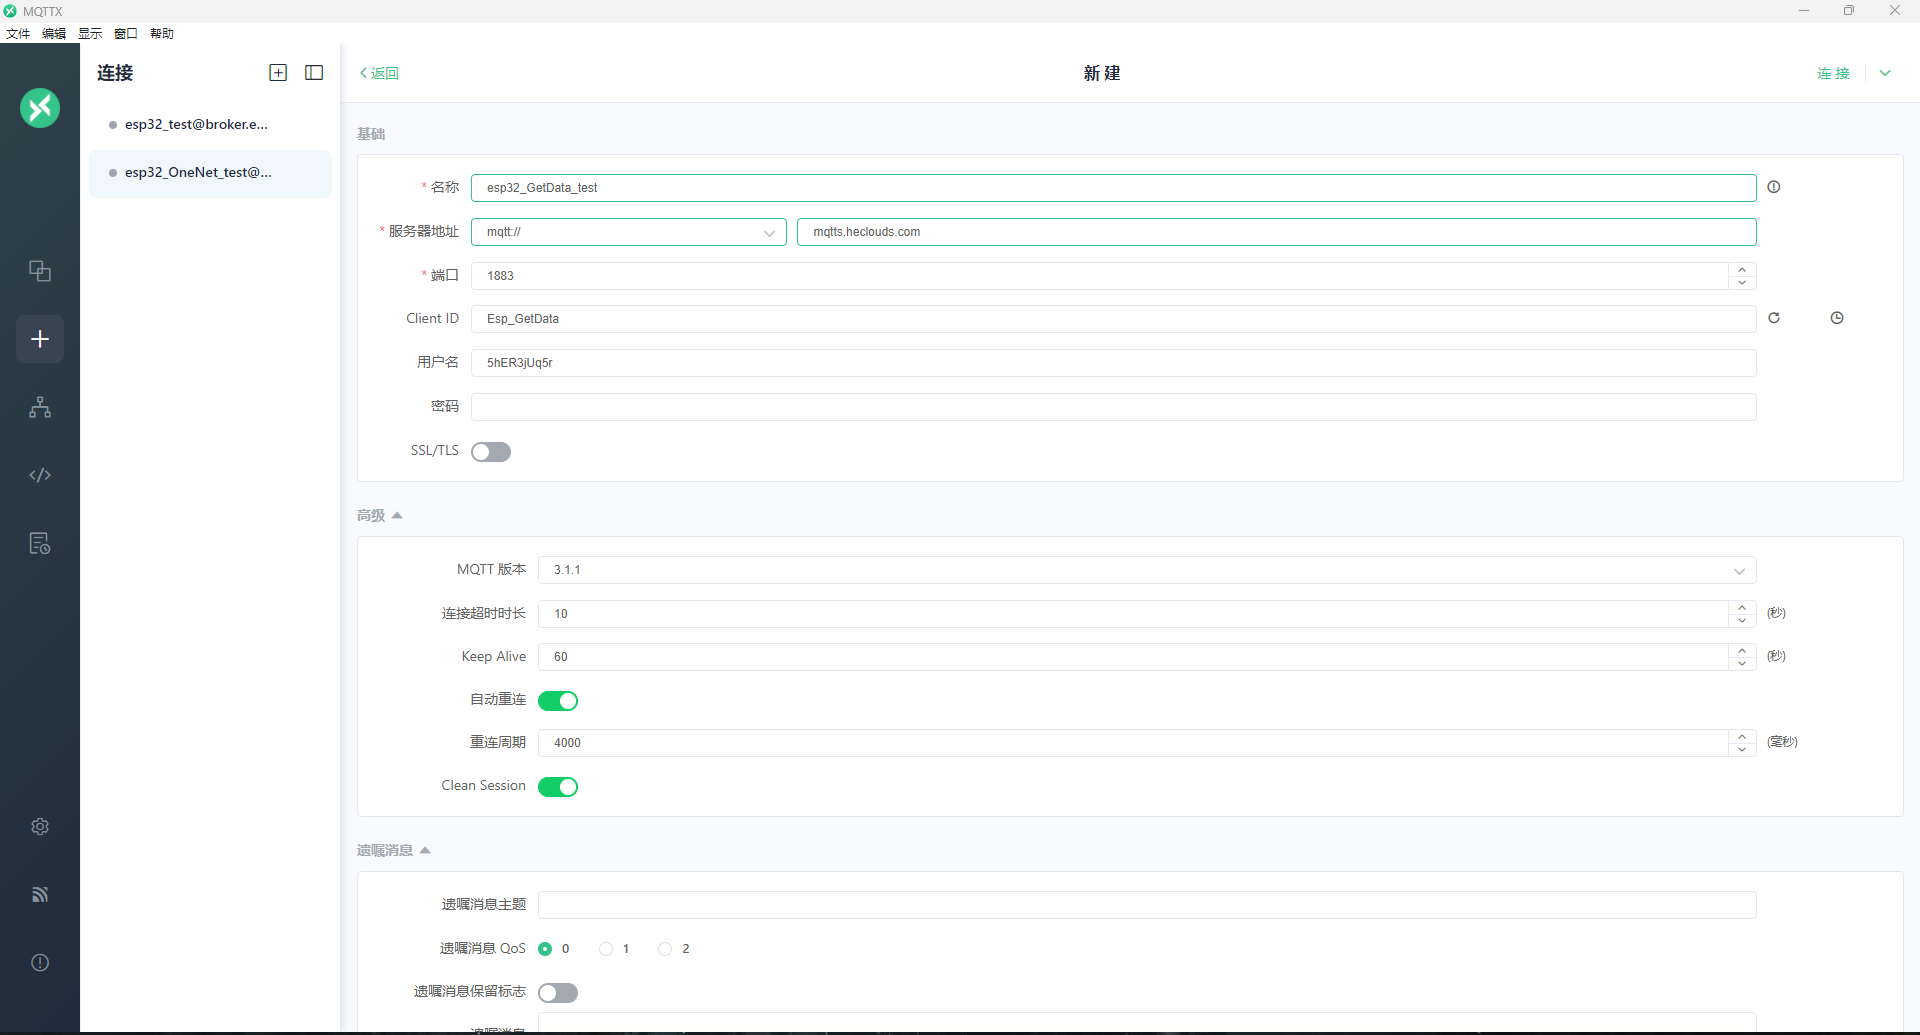 MQTTX
文件 编辑 显示 窗口 帮助
连接
esp32_test@broker.e...
esp32_OneNet_test@...
返回
新建
连接
基础
* 名称 esp32_GetData_test
* 服务器地址 mqtt:// mqtts.heclouds.com
* 端口 1883
Client ID Esp_GetData
用户名 5hER3jUq5r
密码
SSL/TLS
高级
MQTT 版本 3.1.1
连接超时时长 10 (秒)
Keep Alive 60 (秒)
自动重连
重连周期 4000 (毫秒)
Clean Session
遗嘱消息
遗嘱消息主题
遗嘱消息 QoS 0 1 2
遗嘱消息保留标志
遗嘱消息